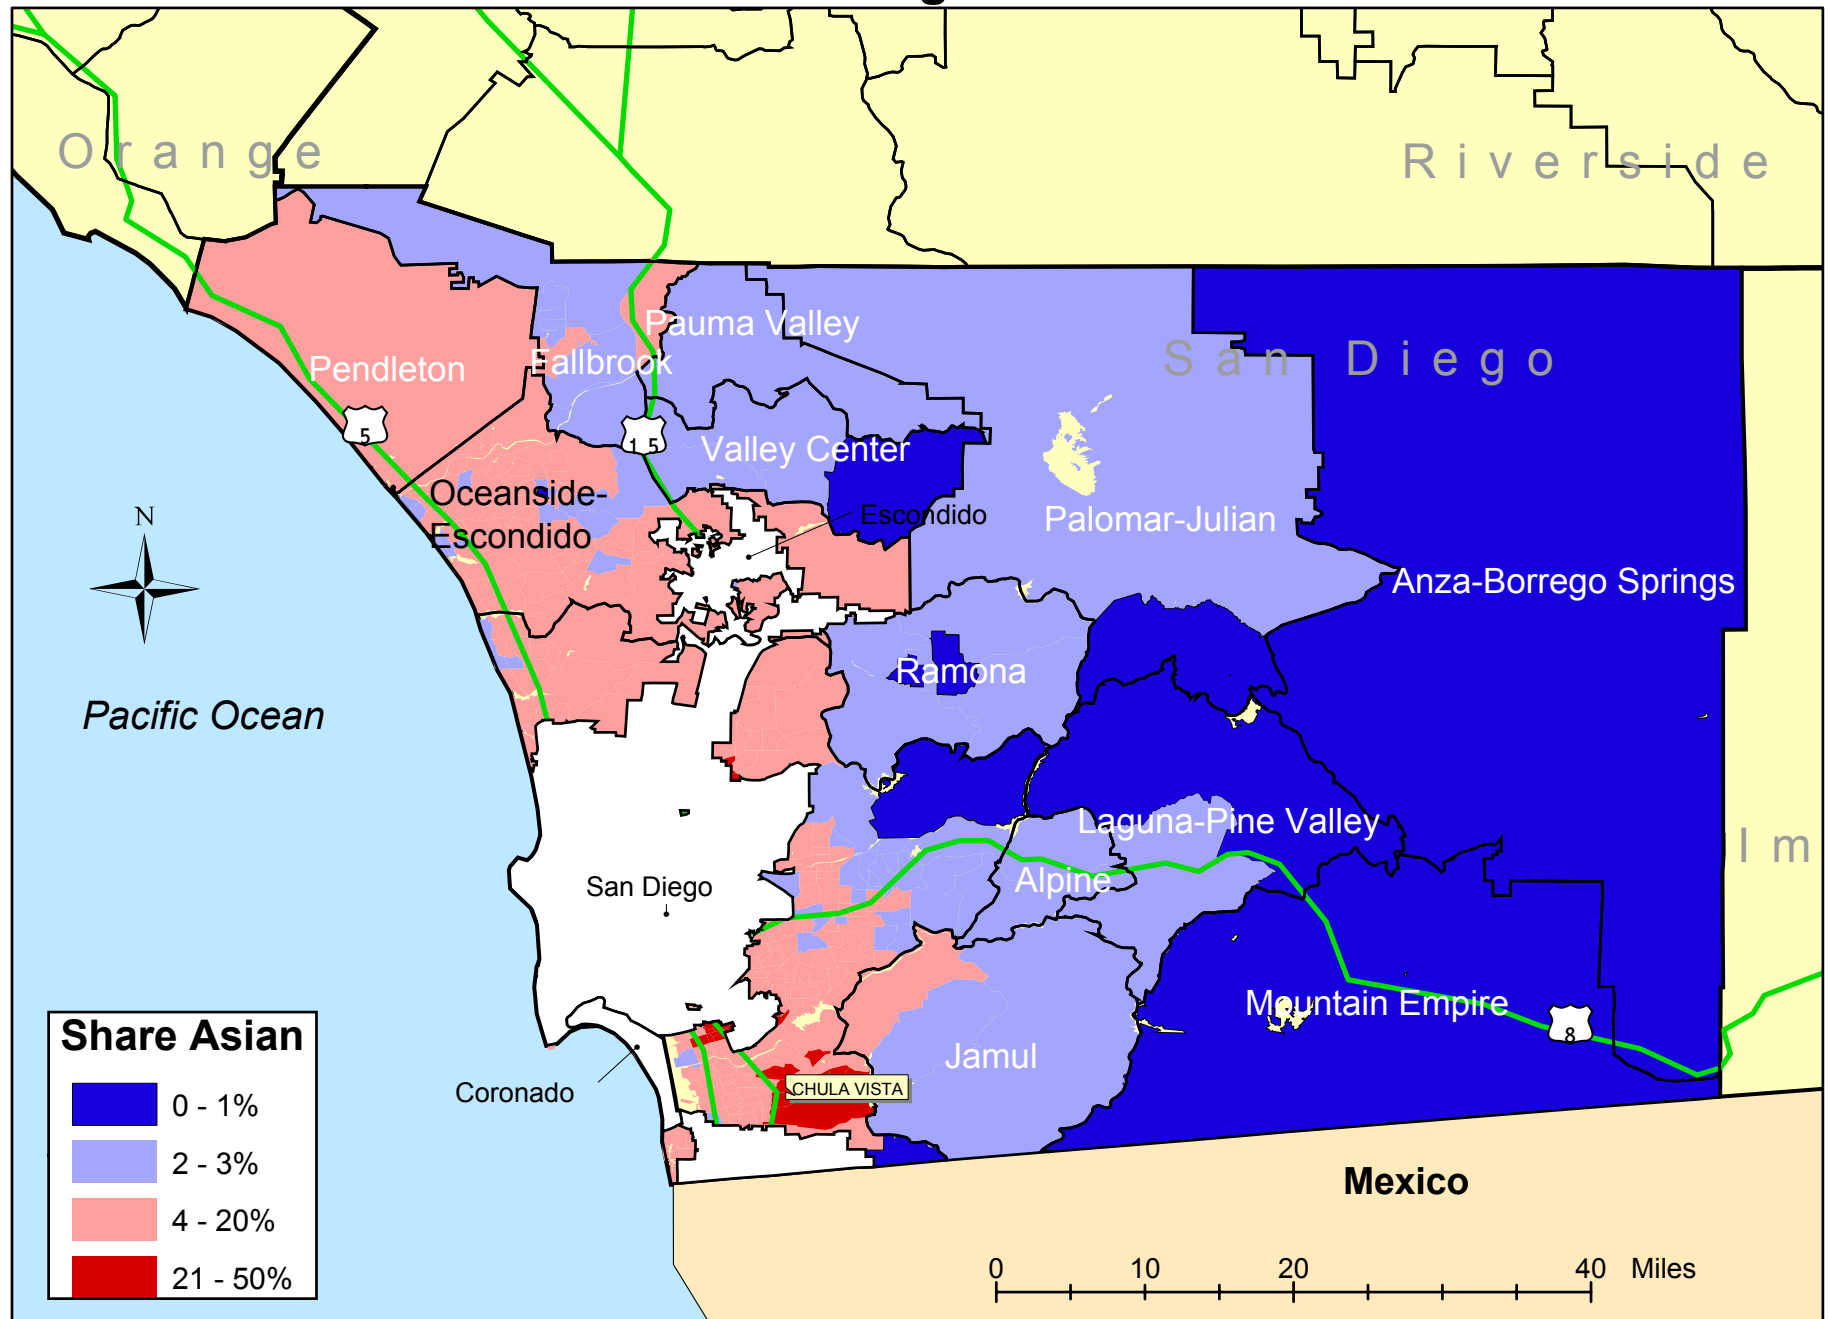 Orange
Riverside
San Diego
Pauma Valley
Fallbrook
Pendleton
5
15
Valley Center
Oceanside-
Escondido
Escondido
Palomar-Julian
N
Anza-Borrego Springs
Ramona
Pacific Ocean
Laguna-Pine Valley
Im
San Diego
Alpine
Mountain Empire
8
Share Asian
0 - 1%
2 - 3%
4 - 20%
21 - 50%
Jamul
Coronado
CHULA VISTA
Mexico
0 10 20 40 Miles